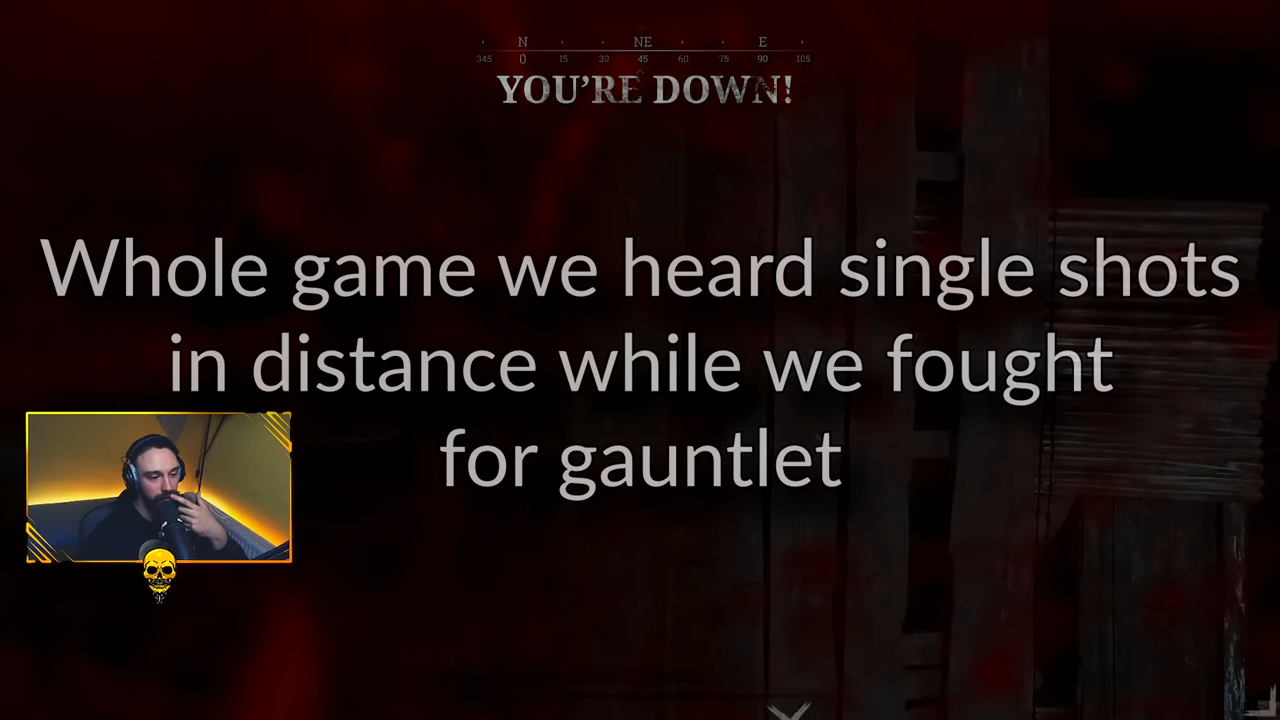 N NE E
345 0 15 30 45 60 75 90 105
YOU'RE DOWN!
Whole game we heard single shots
in distance while we fought
for gauntlet